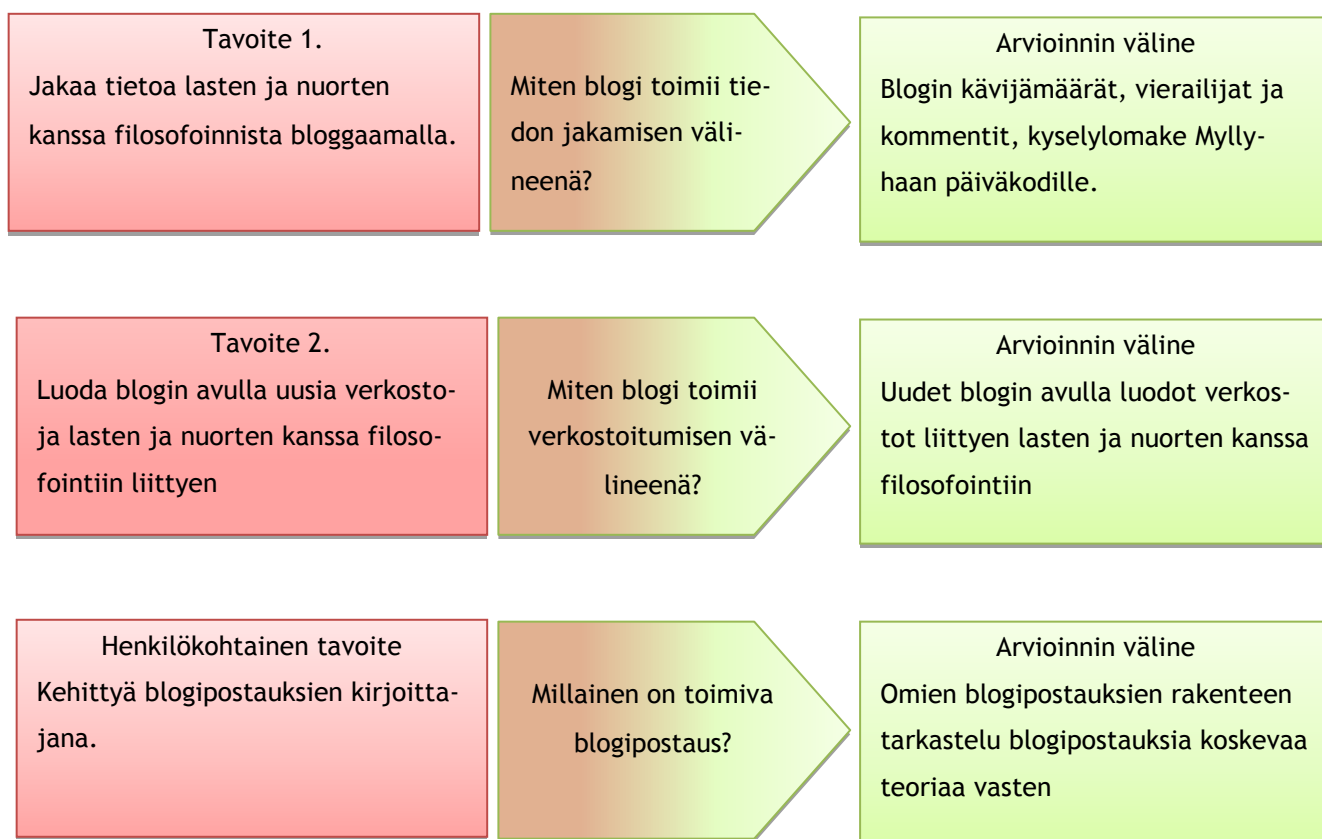 Tavoite 1.
Jakaa tietoa lasten ja nuorten
kanssa filosofoinnista bloggaamalla.
Miten blogi toimii tie-
don jakamisen väli-
neenä?
Arvioinnin väline
Blogin kävijämäärät, vierailijat ja
kommentit, kyselylomake Mylly-
haan päiväkodille.
Tavoite 2.
Luoda blogin avulla uusia verkosto-
ja lasten ja nuorten kanssa filoso-
fointiin liittyen
Miten blogi toimii
verkostoitumisen vä-
lineenä?
Arvioinnin väline
Uudet blogin avulla luodot verkos-
tot liittyen lasten ja nuorten kanssa
filosofointiin
Henkilökohtainen tavoite
Kehittyä blogipostauksien kirjoitta-
jana.
Millainen on toimiva
blogipostaus?
Arvioinnin väline
Omien blogipostauksien rakenteen
tarkastelu blogipostauksia koskevaa
teoriaa vasten